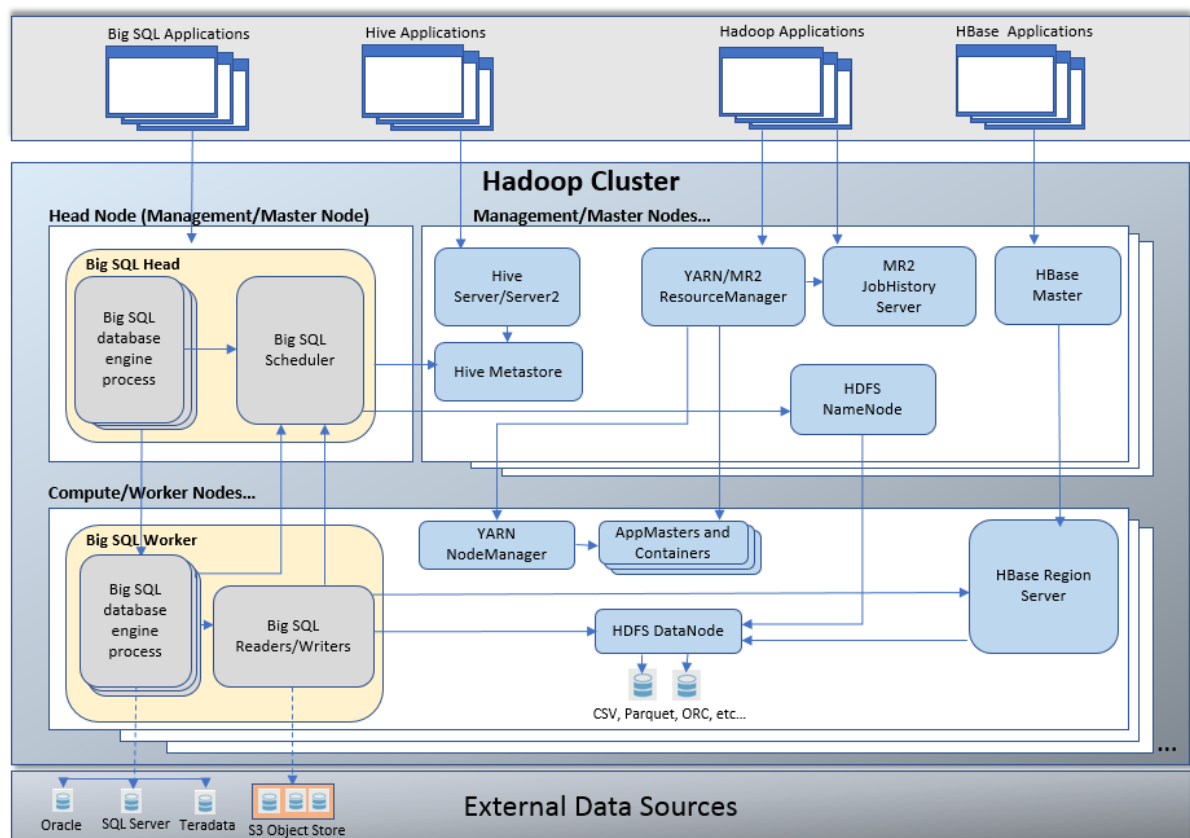 Big SQL Applications
Hive Applications
Hadoop Applications
HBase Applications
Hadoop Cluster
Head Node (Management/Master Node)
Management/Master Nodes...
Big SQL Head
Big SQL
database
engine
process
Big SQL
Scheduler
Hive
Server/Server2
Hive Metastore
YARN/MR2
ResourceManager
MR2
JobHistory
Server
HBase
Master
HDFS
NameNode
Compute/Worker Nodes...
Big SQL Worker
Big SQL
database
engine
process
Big SQL
Readers/Writers
YARN
NodeManager
AppMasters and
Containers
HBase Region
Server
HDFS DataNode
CSV, Parquet, ORC, etc...
...
Oracle
SQL Server
Teradata
S3 Object Store
External Data Sources